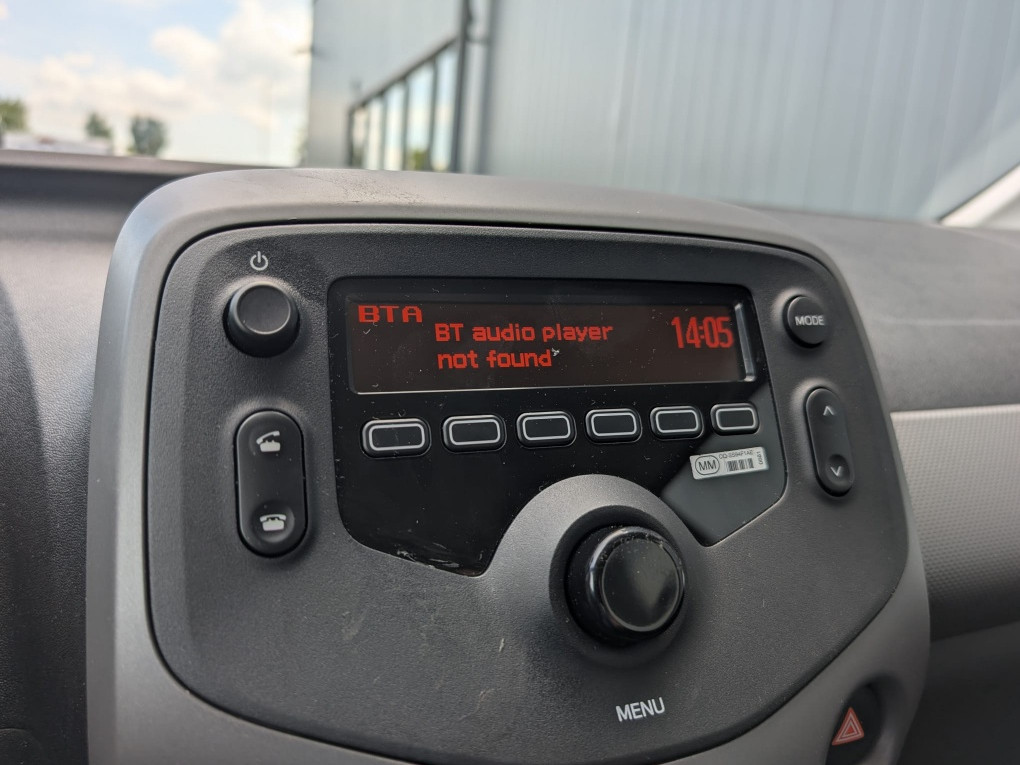 BTA
BT audio player
14:05
not found
MODE
MM
MENU